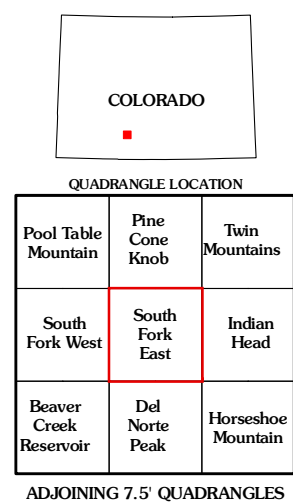 COLORADO
QUADRANGLE LOCATION
Pool Table
Mountain
Pine
Cone
Knob
Twin
Mountains
South
Fork West
South
Fork
East
Indian
Head
Beaver
Creek
Reservoir
Del
Norte
Peak
Horseshoe
Mountain
ADJOINING 7.5' QUADRANGLES